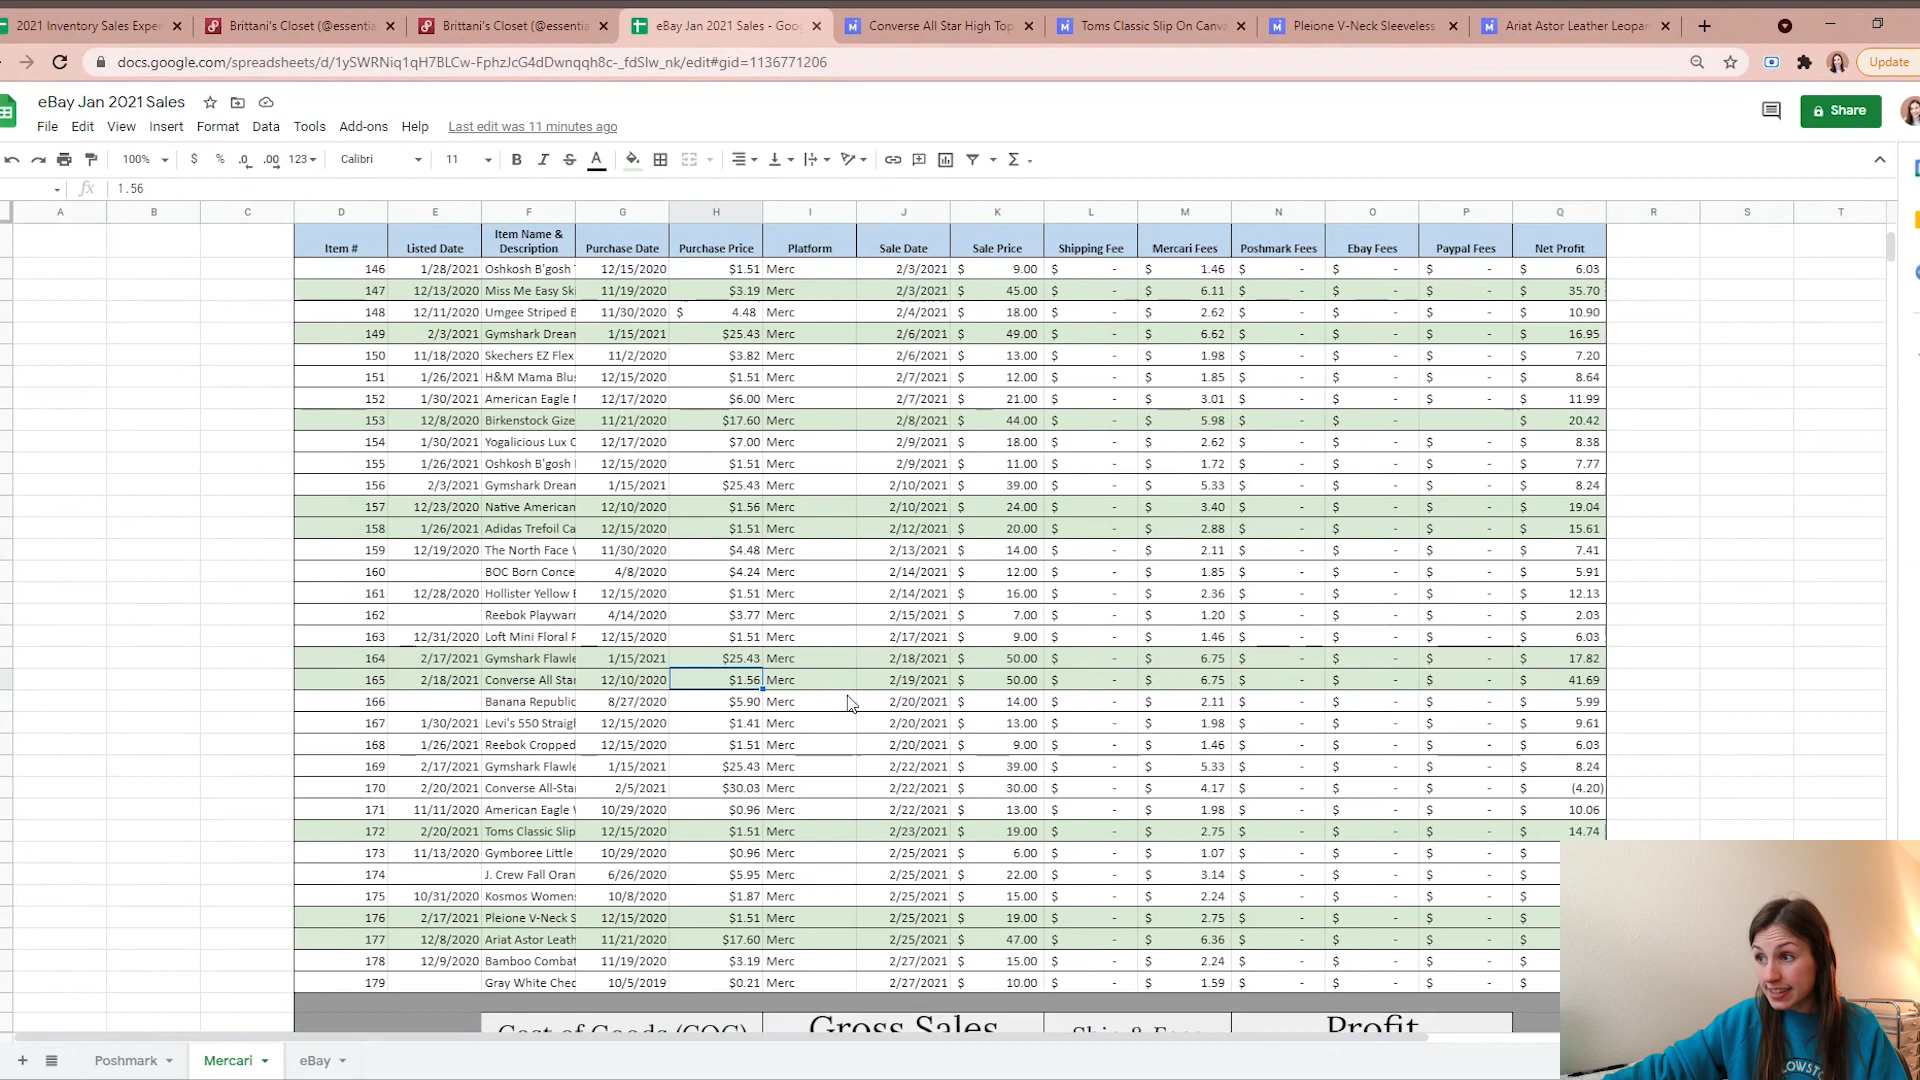 2021 Inventory Sales Exper
Brittani's Closet (@essentia
Brittani's Closet (@essentia
eBay Jan 2021 Sales - Goog
Converse All Star High Top
Toms Classic Slip On Canva
Pleione V-Neck Sleeveless
Ariat Astor Leather Leopar
docs.google.com/spreadsheets/d/1ySWRNiq1qH7BLCw-FphzJcG4dDwnqqh8c-_fdSlw_nk/edit#gid=1136771206
Update
eBay Jan 2021 Sales
Share
File Edit View Insert Format Data Tools Add-ons Help Last edit was 11 minutes ago
100% $ % .0 .00 123 Calibri 11 B I S A
fx 1.56
A B C D E F G H I J K L M N O P Q R S T
Item # Listed Date Item Name & Description Purchase Date Purchase Price Platform Sale Date Sale Price Shipping Fee Mercari Fees Poshmark Fees Ebay Fees Paypal Fees Net Profit
146 1/28/2021 Oshkosh B'gosh 12/15/2020 $1.51 Merc 2/3/2021 $ 9.00 $ - $ 1.46 $ - $ - $ - $ 6.03
147 12/13/2020 Miss Me Easy Ski 11/19/2020 $3.19 Merc 2/3/2021 $ 45.00 $ - $ 6.11 $ - $ - $ - $ 35.70
148 12/11/2020 Umgee Striped B 11/30/2020 $ 4.48 Merc 2/4/2021 $ 18.00 $ - $ 2.62 $ - $ - $ - $ 10.90
149 2/3/2021 Gymshark Dream 1/15/2021 $25.43 Merc 2/6/2021 $ 49.00 $ - $ 6.62 $ - $ - $ - $ 16.95
150 11/18/2020 Skechers EZ Flex 11/2/2020 $3.82 Merc 2/6/2021 $ 13.00 $ - $ 1.98 $ - $ - $ - $ 7.20
151 1/26/2021 H&M Mama Blus 12/15/2020 $1.51 Merc 2/7/2021 $ 12.00 $ - $ 1.85 $ - $ - $ - $ 8.64
152 1/30/2021 American Eagle 12/17/2020 $6.00 Merc 2/7/2021 $ 21.00 $ - $ 3.01 $ - $ - $ - $ 11.99
153 12/8/2020 Birkenstock Gize 11/21/2020 $17.60 Merc 2/8/2021 $ 44.00 $ - $ 5.98 $ - $ - $ 20.42
154 1/30/2021 Yogalicious Lux C 12/17/2020 $7.00 Merc 2/9/2021 $ 18.00 $ - $ 2.62 $ - $ - $ - $ 8.38
155 1/26/2021 Oshkosh B'gosh 12/15/2020 $1.51 Merc 2/9/2021 $ 11.00 $ - $ 1.72 $ - $ - $ - $ 7.77
156 2/3/2021 Gymshark Dream 1/15/2021 $25.43 Merc 2/10/2021 $ 39.00 $ - $ 5.33 $ - $ - $ - $ 8.24
157 12/23/2020 Native American 12/10/2020 $1.56 Merc 2/10/2021 $ 24.00 $ - $ 3.40 $ - $ - $ - $ 19.04
158 1/26/2021 Adidas Trefoil Ca 12/15/2020 $1.51 Merc 2/12/2021 $ 20.00 $ - $ 2.88 $ - $ - $ - $ 15.61
159 12/19/2020 The North Face 11/30/2020 $4.48 Merc 2/13/2021 $ 14.00 $ - $ 2.11 $ - $ - $ - $ 7.41
160 BOC Born Conce 4/8/2020 $4.24 Merc 2/14/2021 $ 12.00 $ - $ 1.85 $ - $ - $ - $ 5.91
161 12/28/2020 Hollister Yellow 12/15/2020 $1.51 Merc 2/14/2021 $ 16.00 $ - $ 2.36 $ - $ - $ - $ 12.13
162 Reebok Playwarr 4/14/2020 $3.77 Merc 2/15/2021 $ 7.00 $ - $ 1.20 $ - $ - $ - $ 2.03
163 12/31/2020 Loft Mini Floral 12/15/2020 $1.51 Merc 2/17/2021 $ 9.00 $ - $ 1.46 $ - $ - $ - $ 6.03
164 2/17/2021 Gymshark Flawle 1/15/2021 $25.43 Merc 2/18/2021 $ 50.00 $ - $ 6.75 $ - $ - $ - $ 17.82
165 2/18/2021 Converse All Star 12/10/2020 $1.56 Merc 2/19/2021 $ 50.00 $ - $ 6.75 $ - $ - $ - $ 41.69
166 Banana Republic 8/27/2020 $5.90 Merc 2/20/2021 $ 14.00 $ - $ 2.11 $ - $ - $ - $ 5.99
167 1/30/2021 Levi's 550 Straigh 12/15/2020 $1.41 Merc 2/20/2021 $ 13.00 $ - $ 1.98 $ - $ - $ - $ 9.61
168 1/26/2021 Reebok Cropped 12/15/2020 $1.51 Merc 2/20/2021 $ 9.00 $ - $ 1.46 $ - $ - $ - $ 6.03
169 2/17/2021 Gymshark Flawle 1/15/2021 $25.43 Merc 2/22/2021 $ 39.00 $ - $ 5.33 $ - $ - $ - $ 8.24
170 2/20/2021 Converse All-Sta 2/5/2021 $30.03 Merc 2/22/2021 $ 30.00 $ - $ 4.17 $ - $ - $ - $ (4.20)
171 11/11/2020 American Eagle 10/29/2020 $0.96 Merc 2/22/2021 $ 13.00 $ - $ 1.98 $ - $ - $ - $ 10.06
172 2/20/2021 Toms Classic Slip 12/15/2020 $1.51 Merc 2/23/2021 $ 19.00 $ - $ 2.75 $ - $ - $ - $ 14.74
173 11/13/2020 Gymboree Little 10/29/2020 $0.96 Merc 2/25/2021 $ 6.00 $ - $ 1.07 $ - $ - $ - $
174 J. Crew Fall Oran 6/26/2020 $5.95 Merc 2/25/2021 $ 22.00 $ - $ 3.14 $ - $ - $ - $
175 10/31/2020 Kosmos Women 10/8/2020 $1.87 Merc 2/25/2021 $ 15.00 $ - $ 2.24 $ - $ - $ - $
176 2/17/2021 Pleione V-Neck S 12/15/2020 $1.51 Merc 2/25/2021 $ 19.00 $ - $ 2.75 $ - $ - $ - $
177 12/8/2020 Ariat Astor Leath 11/21/2020 $17.60 Merc 2/25/2021 $ 47.00 $ - $ 6.36 $ - $ - $ - $
178 12/9/2020 Bamboo Combat 11/19/2020 $3.19 Merc 2/27/2021 $ 15.00 $ - $ 2.24 $ - $ - $ - $
179 Gray White Chec 10/5/2019 $0.21 Merc 2/27/2021 $ 10.00 $ - $ 1.59 $ - $ - $ - $
Cost of Goods (COG) Gross Sales Ship & Fees Profit
Poshmark Mercari eBay
LOWST